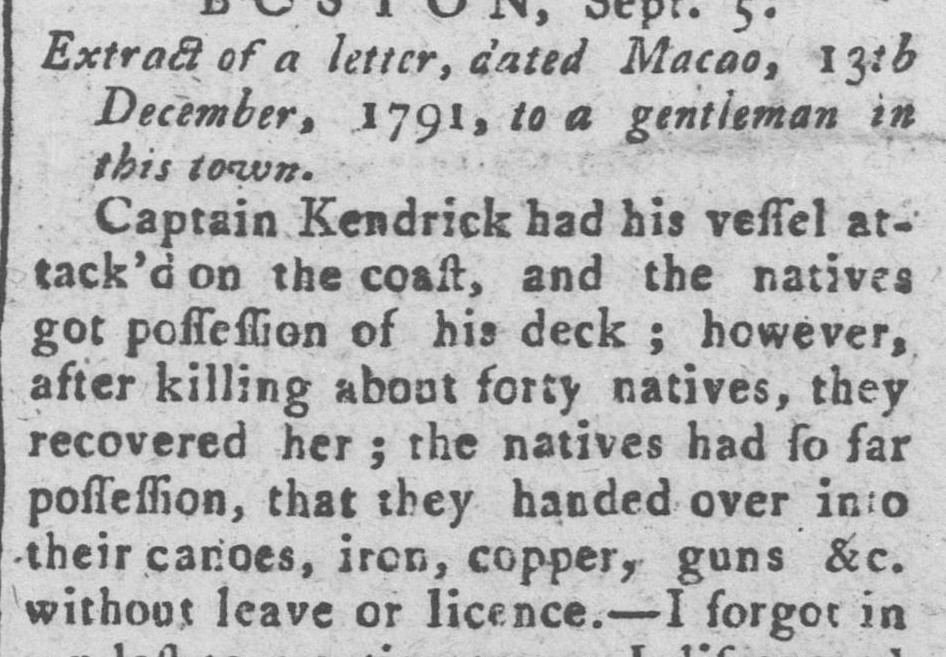 BOSTON, Sept. 5.
Extract of a letter, dated Macao, 13th
December, 1791, to a gentleman in
this town.
Captain Kendrick had his veſſel at-
tack'd on the coaſt, and the natives
got poſſeſſion of his deck ; however,
after killing about forty natives, they
recovered her ; the natives had ſo far
poſſeſſion, that they handed over into
their canoes, iron, copper, guns &c.
without leave or licence.—I forgot in